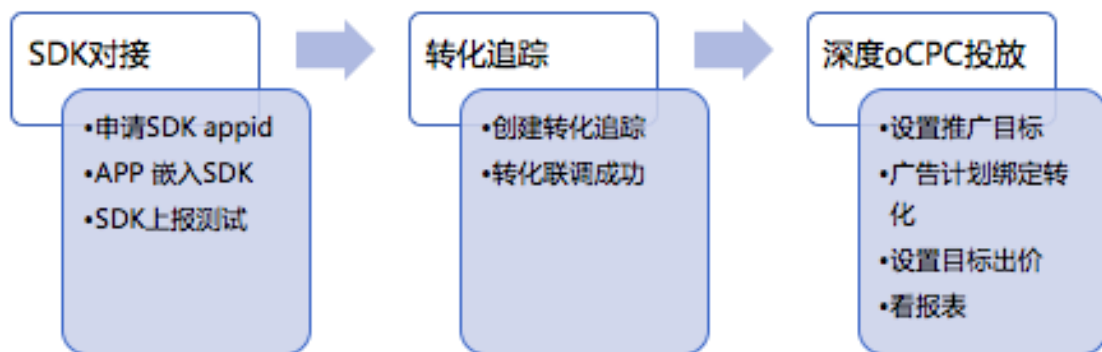 SDK对接
•申请SDK appid
•APP 嵌入SDK
•SDK上报测试
转化追踪
•创建转化追踪
•转化联调成功
深度oCPC投放
•设置推广目标
•广告计划绑定转
化
•设置目标出价
•看报表